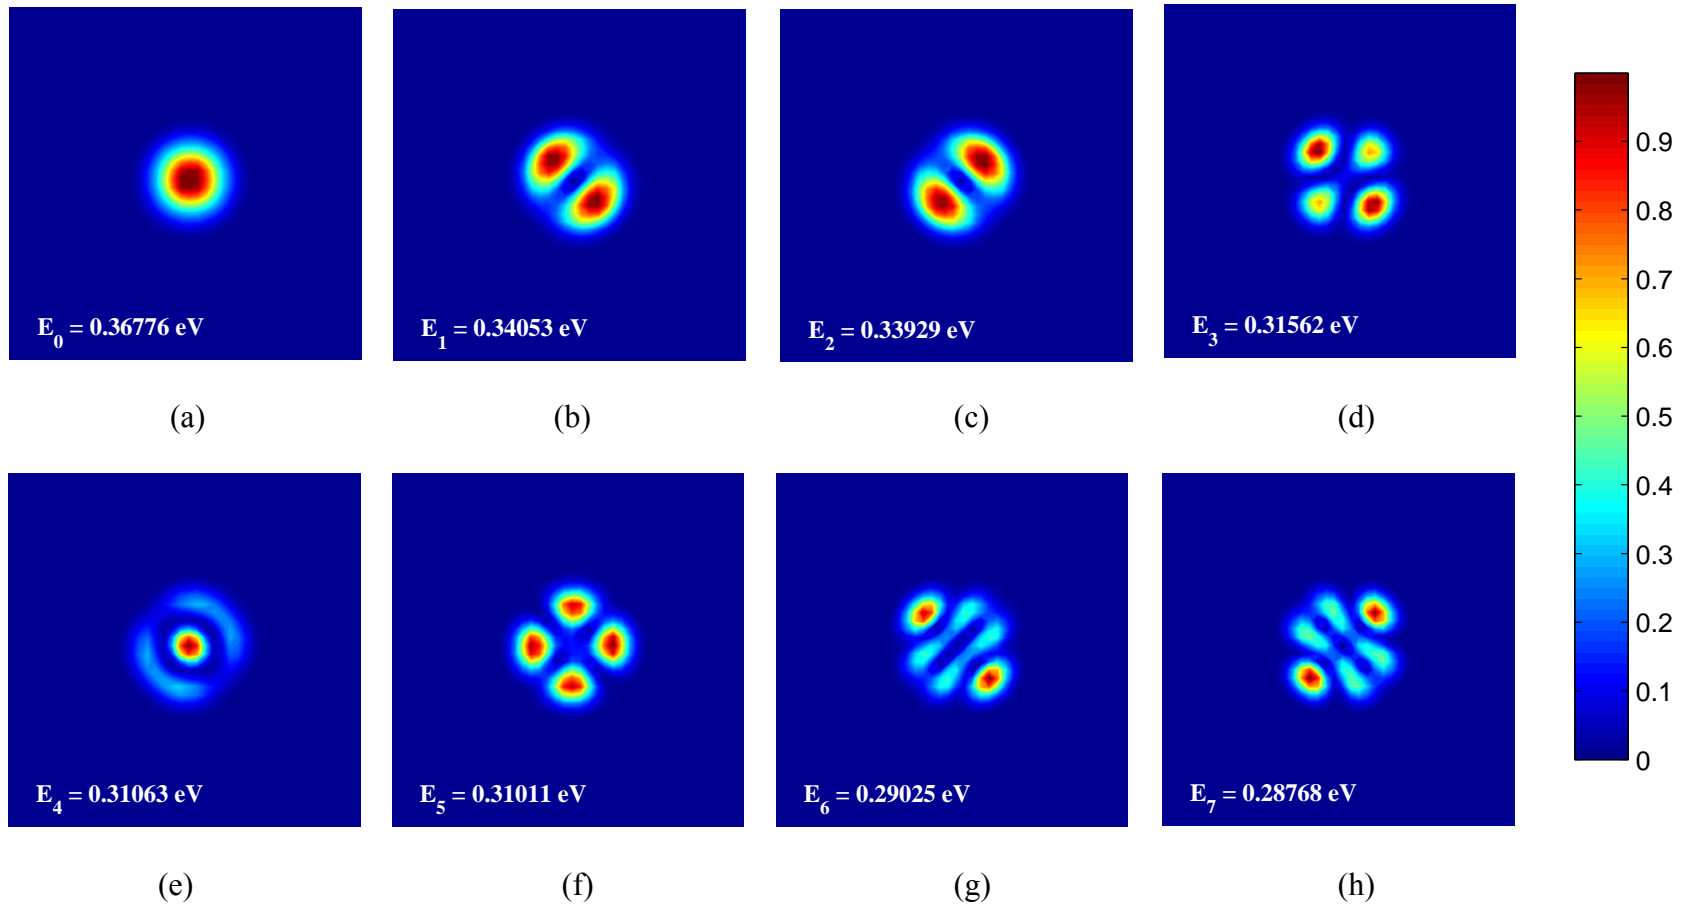 E0 = 0.36776 eV
E1 = 0.34053 eV
E2 = 0.33929 eV
E3 = 0.31562 eV
(a)
(b)
(c)
(d)
E4 = 0.31063 eV
E5 = 0.31011 eV
E6 = 0.29025 eV
E7 = 0.28768 eV
(e)
(f)
(g)
(h)
0.9
0.8
0.7
0.6
0.5
0.4
0.3
0.2
0.1
0